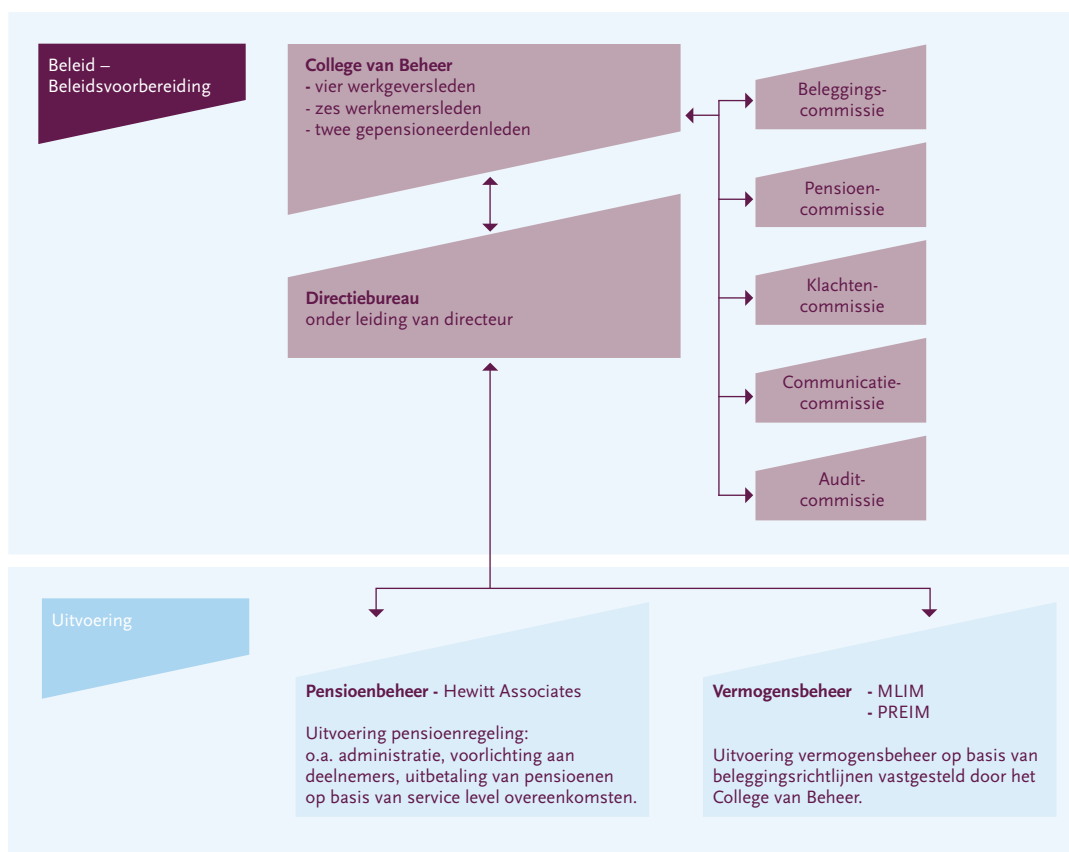 Beleid –
Beleidsvoorbereiding
College van Beheer
- vier werkgeversleden
- zes werknemersleden
- twee gepensioneerdenleden
Directiebureau
onder leiding van directeur
Beleggings-
commissie
Pensioen-
commissie
Klachten-
commissie
Communicatie-
commissie
Audit-
commissie
Uitvoering
Pensioenbeheer - Hewitt Associates
Uitvoering pensioenregeling:
o.a. administratie, voorlichting aan
deelnemers, uitbetaling van pensioenen
op basis van service level overeenkomsten.
Vermogensbeheer - MLIM
- PREIM
Uitvoering vermogensbeheer op basis van
beleggingsrichtlijnen vastgesteld door het
College van Beheer.